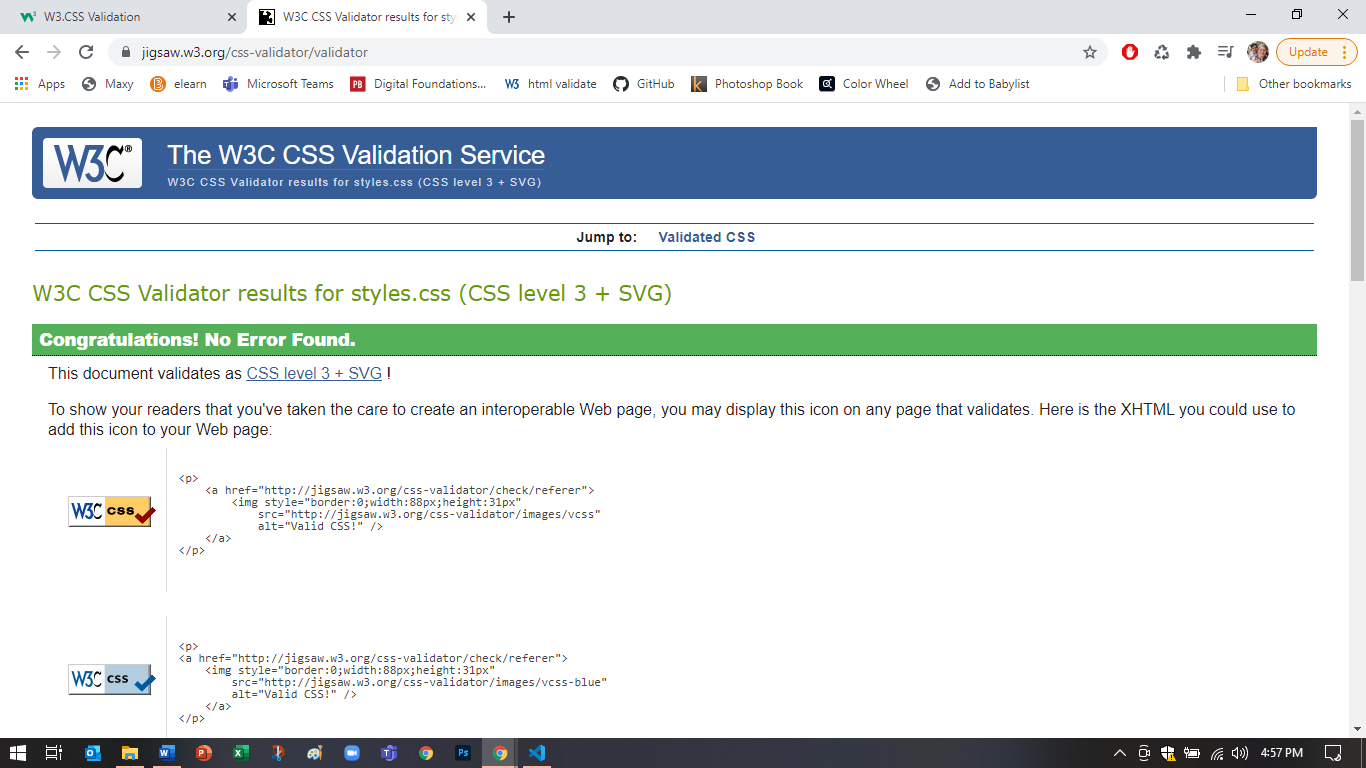 W3.CSS Validation
W3C CSS Validator results for sty
jigsaw.w3.org/css-validator/validator
Update
Apps
Maxy
elearn
Microsoft Teams
PB
Digital Foundations...
W3
html validate
GitHub
Photoshop Book
Color Wheel
Add to Babylist
Other bookmarks
W3C®
The W3C CSS Validation Service
W3C CSS Validator results for styles.css (CSS level 3 + SVG)
Jump to: Validated CSS
W3C CSS Validator results for styles.css (CSS level 3 + SVG)
Congratulations! No Error Found.
This document validates as CSS level 3 + SVG !
To show your readers that you've taken the care to create an interoperable Web page, you may display this icon on any page that validates. Here is the XHTML you could use to
add this icon to your Web page:
W3C css
<p>
<a href="http://jigsaw.w3.org/css-validator/check/referer">
<img style="border:0;width:88px;height:31px"
src="http://jigsaw.w3.org/css-validator/images/vcss"
alt="Valid CSS!" />
</a>
</p>
W3C css
<p>
<a href="http://jigsaw.w3.org/css-validator/check/referer">
<img style="border:0;width:88px;height:31px"
src="http://jigsaw.w3.org/css-validator/images/vcss-blue"
alt="Valid CSS!" />
</a>
</p>
4:57 PM